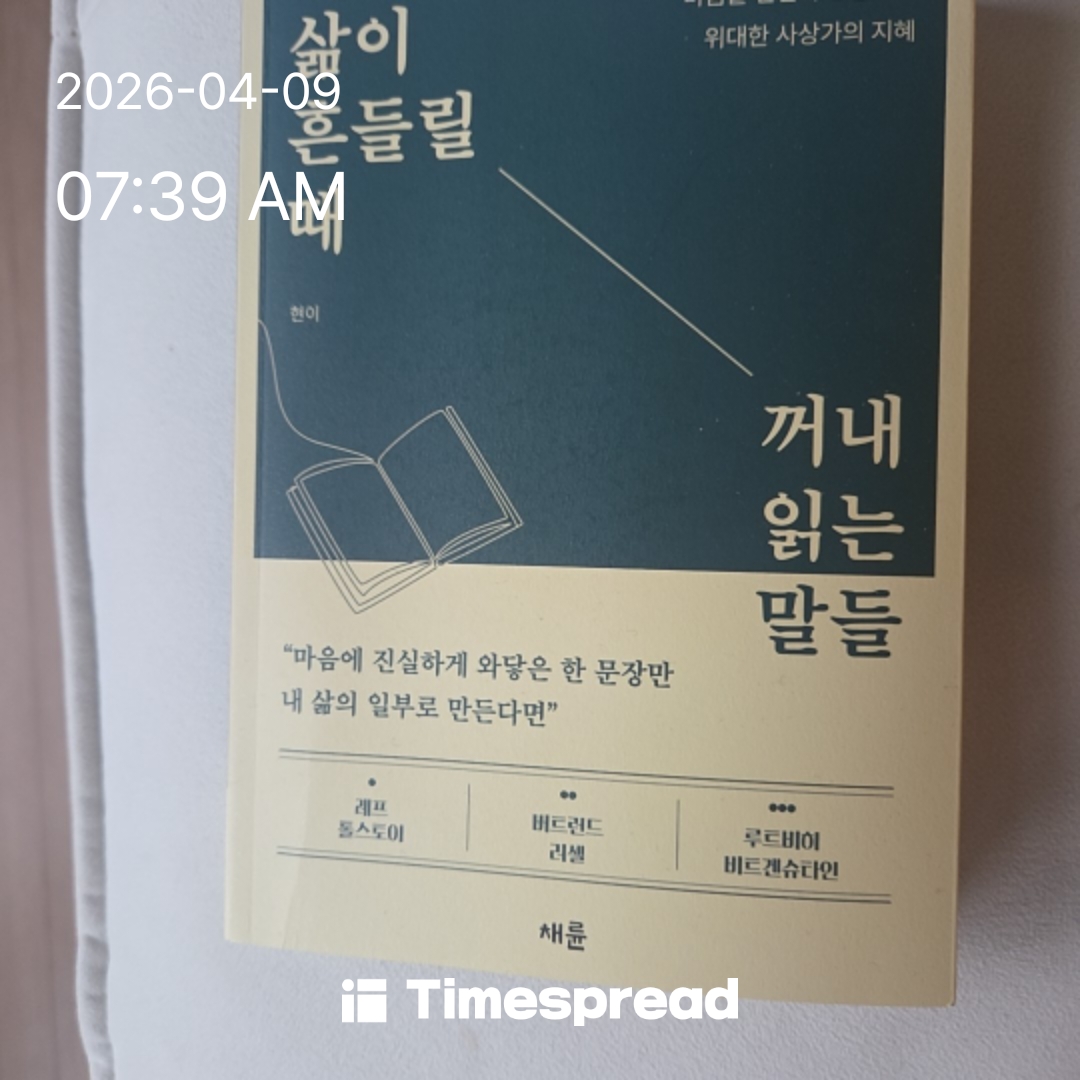 위대한 사상가의 지혜
2026-04-09
07:39 AM
삶이
흔들릴
때
현이
꺼내
읽는
말들
“마음에 진실하게 와닿은 한 문장만
내 삶의 일부로 만든다면”
레프
톨스토이
버트런드
러셀
루트비히
비트겐슈타인
채륜
Timespread